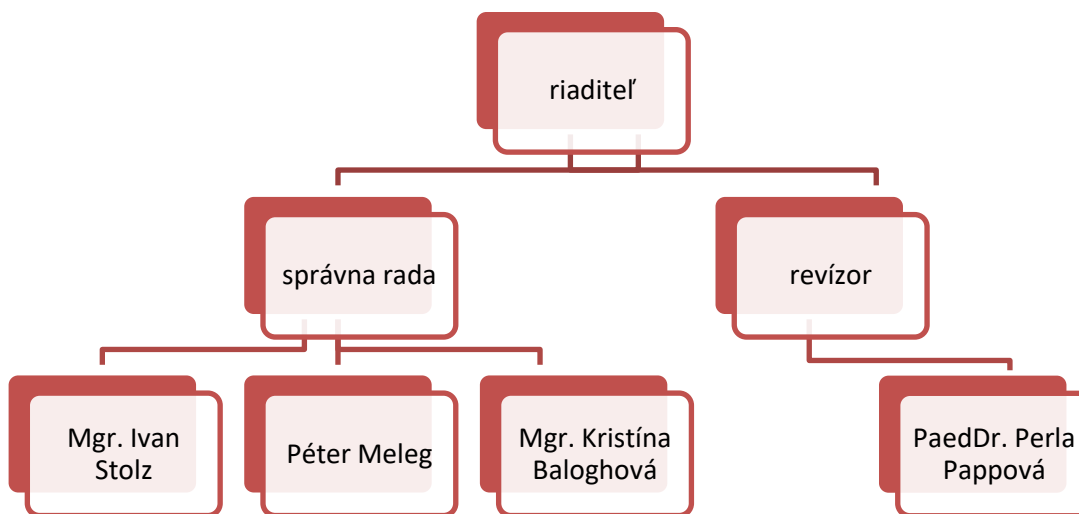 riaditeľ
správna rada
revízor
Mgr. Ivan
Stolz
Péter Meleg
Mgr. Kristína
Baloghová
PaedDr. Perla
Pappová